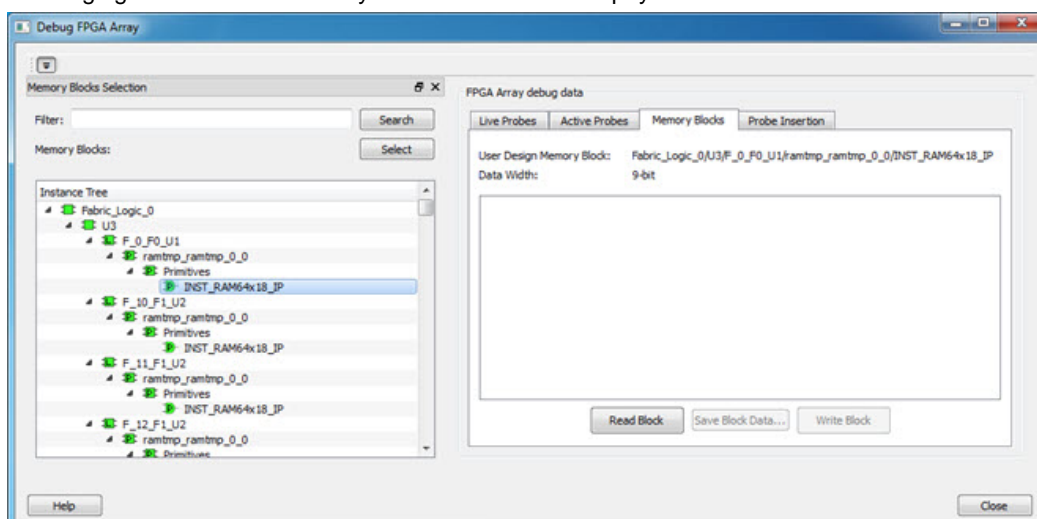 Debug FPGA Array
Memory Blocks Selection
Filter:
Search
Memory Blocks:
Select
Instance Tree
Fabric_Logic_0
U3
F_0_F0_U1
ramtmp_ramtmp_0_0
Primitives
INST_RAM64x18_IP
F_10_F1_U2
ramtmp_ramtmp_0_0
Primitives
INST_RAM64x18_IP
F_11_F1_U2
ramtmp_ramtmp_0_0
Primitives
INST_RAM64x18_IP
F_12_F1_U2
ramtmp_ramtmp_0_0
Primitives
FPGA Array debug data
Live Probes Active Probes Memory Blocks Probe Insertion
User Design Memory Block: Fabric_Logic_0/U3/F_0_F0_U1/ramtmp_ramtmp_0_0/INST_RAM64x18_IP
Data Width: 9-bit
Read Block Save Block Data... Write Block
Help
Close